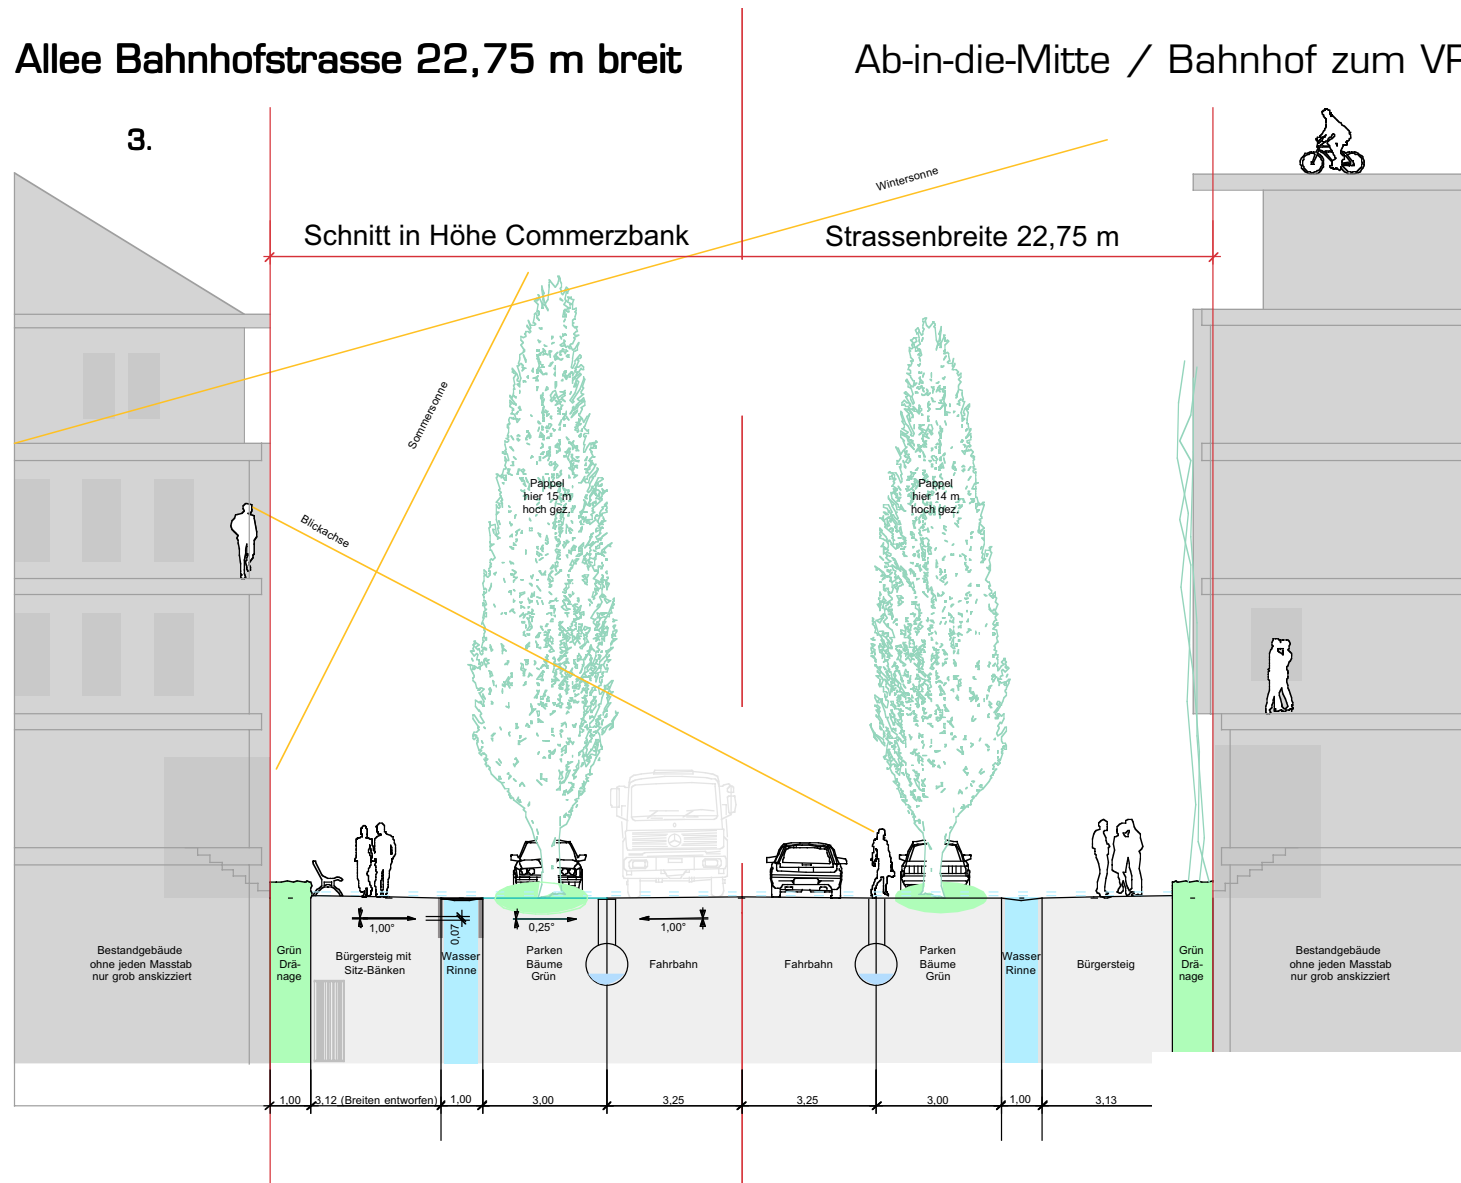 Allee Bahnhofstrasse 22,75 m breit
Ab-in-die-Mitte / Bahnhof zum VP
3.
Wintersonne
Schnitt in Höhe Commerzbank
Strassenbreite 22,75 m
Sommersonne
Pappel
hier 15 m
hoch gez.
Pappel
hier 14 m
hoch gez.
Blickachse
1,00°
0,07
0,25°
1,00°
Bestandgebäude
ohne jeden Masstab
nur grob anskizziert
Grün
Drä-
nage
Bürgersteig mit
Sitz-Bänken
Wasser
Rinne
Parken
Bäume
Grün
Fahrbahn
Fahrbahn
Parken
Bäume
Grün
Wasser
Rinne
Bürgersteig
Grün
Drä-
nage
Bestandgebäude
ohne jeden Masstab
nur grob anskizziert
1,00
3,12 (Breiten entworfen)
1,00
3,00
3,25
3,25
3,00
1,00
3,13